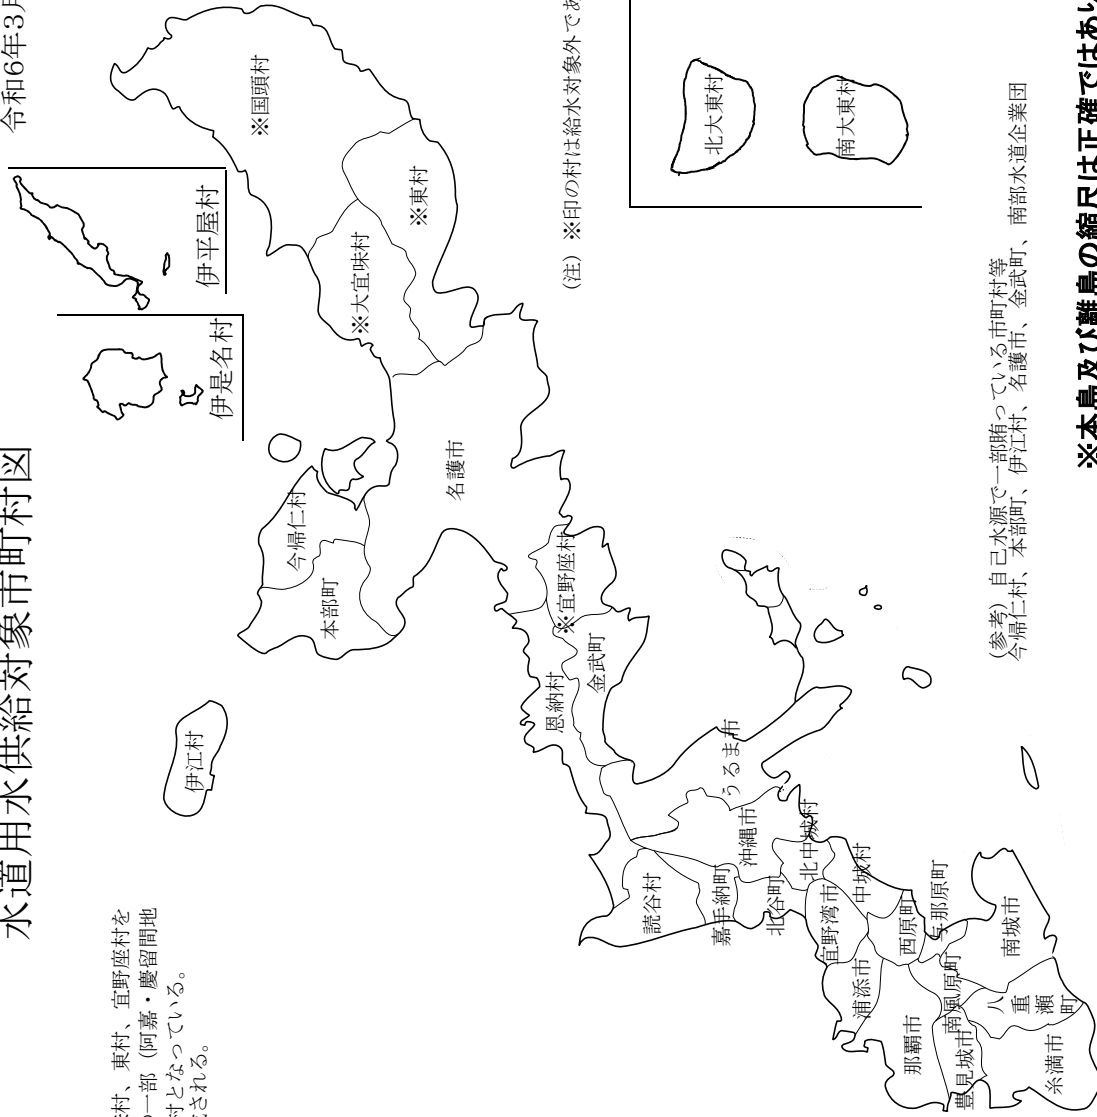 水道用水供給対象市町村図
令和6年3月
村、東村、宜野座村を
一部（阿嘉・慶留間地
村となっている。
される。
伊平屋村
伊是名村
伊江村
※国頭村
※東村
※大宜味村
名護市
今帰仁村
本部町
※宜野座村
恩納村
金武町
うるま市
沖縄市
読谷村
嘉手納町
北谷町
北中城村
中城村
宜野湾市
西原町
与那原町
浦添市
那覇市
南風原町
南城市
八重瀬町
豊見城市
糸満市
北大東村
南大東村
（注）※印の村は給水対象外であ
（参考）自己水源で一部賄っている市町村等
今帰仁村、本部町、伊江村、名護市、金武町、南部水道企業団
※本島及び離島の縮尺は正確ではあり